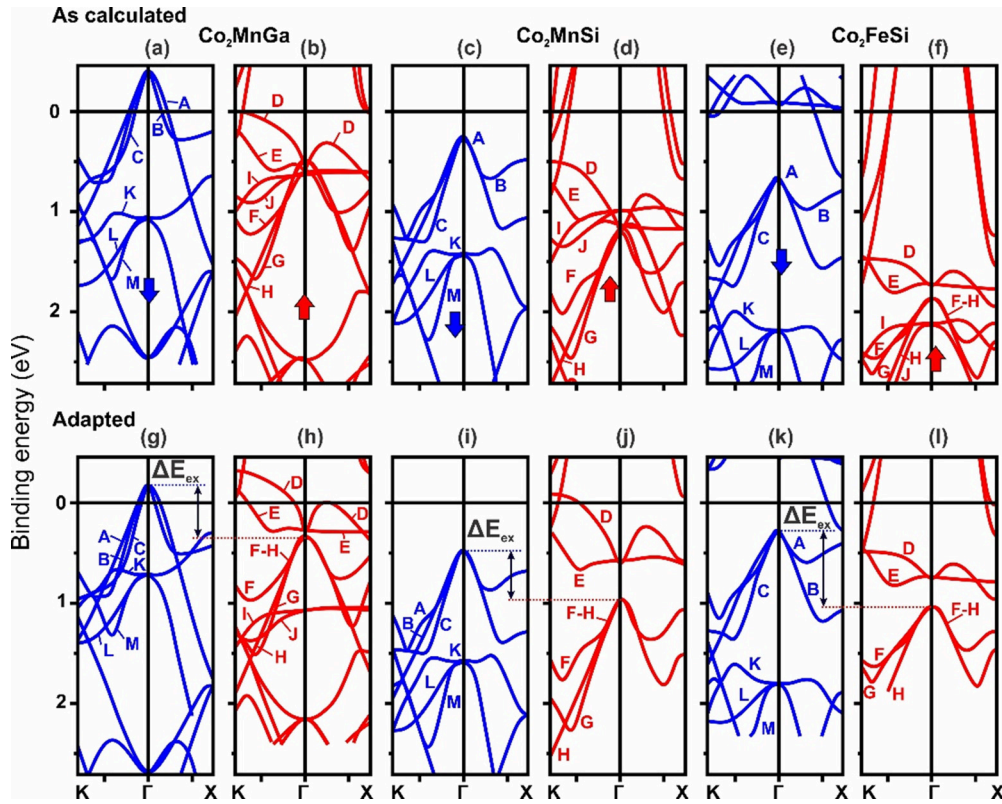 As calculated
Co₂MnGa Co₂MnSi Co₂FeSi
(a) (b) (c) (d) (e) (f)
Binding energy (eV)
0
1
2
A
B
C
K
L
M
D
D
E
I
J
F
G
H
A
B
C
K
L
M
D
E
I
J
F
G
H
A
B
C
K
L
M
D
E
F-H
I
F
G
H
J
Adapted
(g) (h) (i) (j) (k) (l)
0
1
2
ΔEex
A
C
B
K
L
M
D
D
E
E
F-H
F
G
I
J
H
ΔEex
A
B
C
K
L
M
D
E
F-H
F
G
H
ΔEex
A
C
B
K
L
M
D
E
F-H
F
G
H
K Γ X K Γ X K Γ X K Γ X K Γ X K Γ X